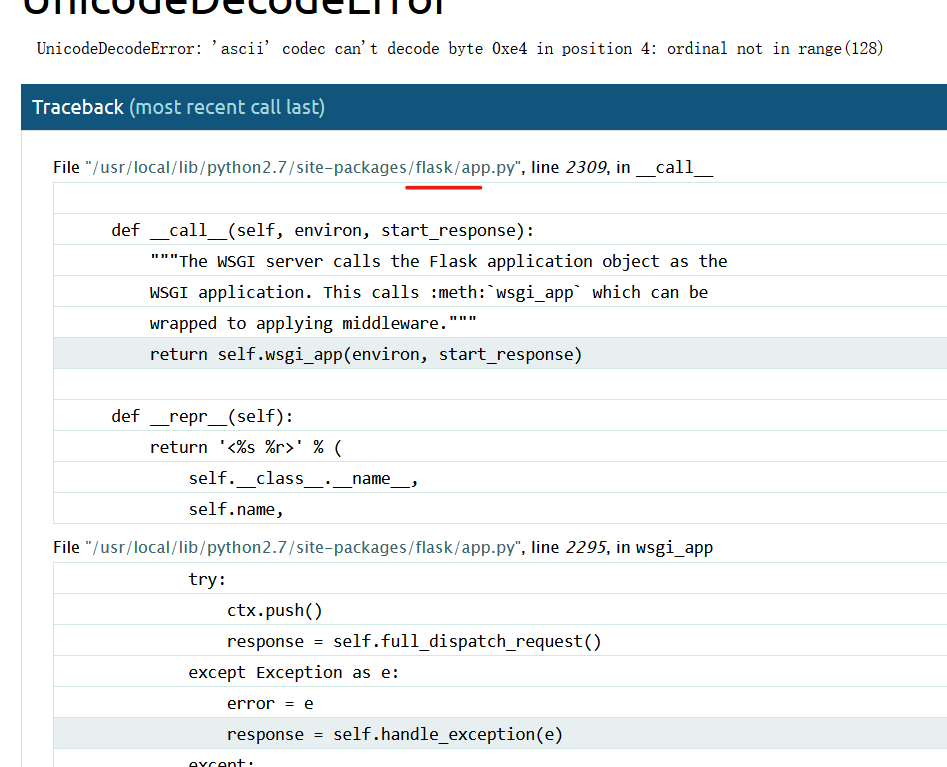 UnicodeDecodeError
UnicodeDecodeError: 'ascii' codec can't decode byte 0xe4 in position 4: ordinal not in range(128)
Traceback (most recent call last)
File "/usr/local/lib/python2.7/site-packages/flask/app.py", line 2309, in __call__
def __call__(self, environ, start_response):
"""The WSGI server calls the Flask application object as the
WSGI application. This calls :meth:`wsgi_app` which can be
wrapped to applying middleware."""
return self.wsgi_app(environ, start_response)
def __repr__(self):
return '<%s %r>' % (
self.__class__.__name__,
self.name,
File "/usr/local/lib/python2.7/site-packages/flask/app.py", line 2295, in wsgi_app
try:
ctx.push()
response = self.full_dispatch_request()
except Exception as e:
error = e
response = self.handle_exception(e)
except: